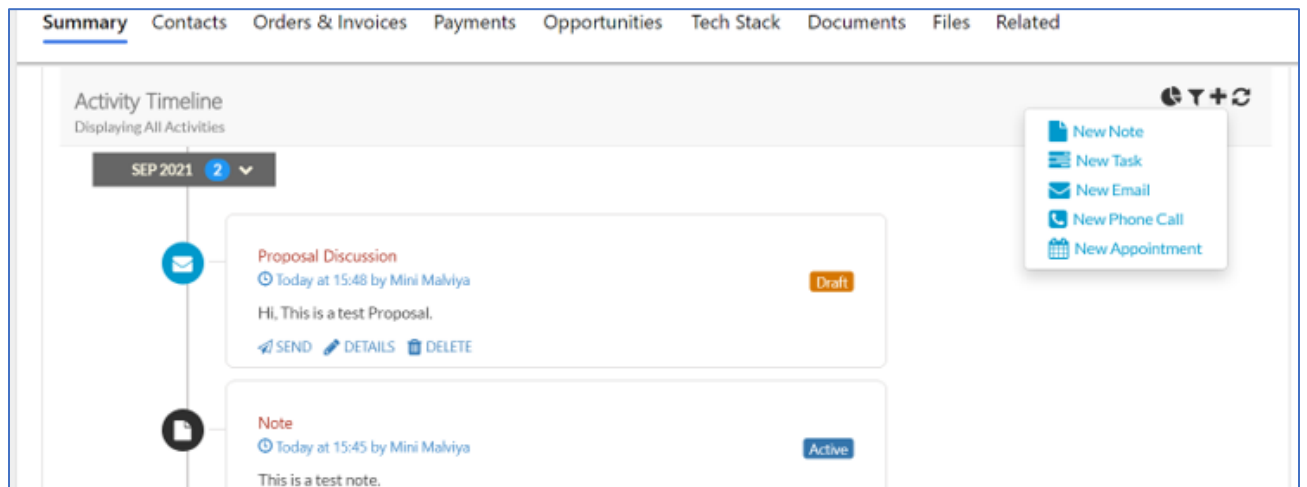 Summary Contacts Orders & Invoices Payments Opportunities Tech Stack Documents Files Related
Activity Timeline
Displaying All Activities
New Note
New Task
New Email
New Phone Call
New Appointment
SEP 2021 2
Proposal Discussion
Today at 15:48 by Mini Malviya
Draft
Hi, This is a test Proposal.
SEND DETAILS DELETE
Note
Today at 15:45 by Mini Malviya
Active
This is a test note.